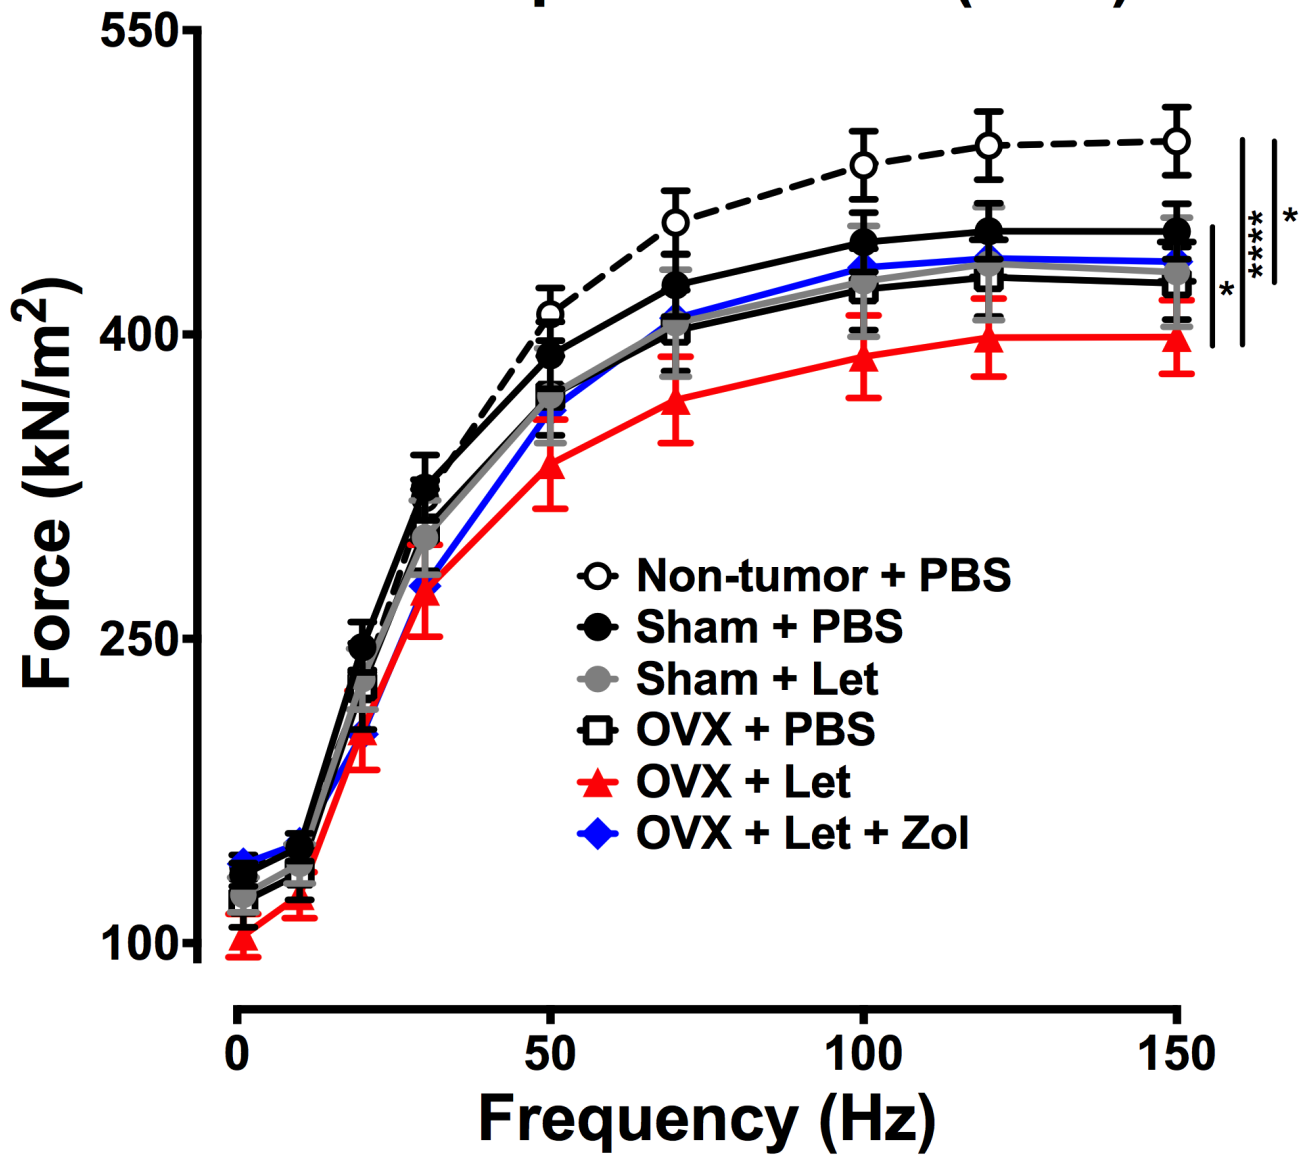 550
400
250
100
Force (kN/m²)
Non-tumor + PBS
Sham + PBS
Sham + Let
OVX + PBS
OVX + Let
OVX + Let + Zol
*
****
*
0 50 100 150
Frequency (Hz)